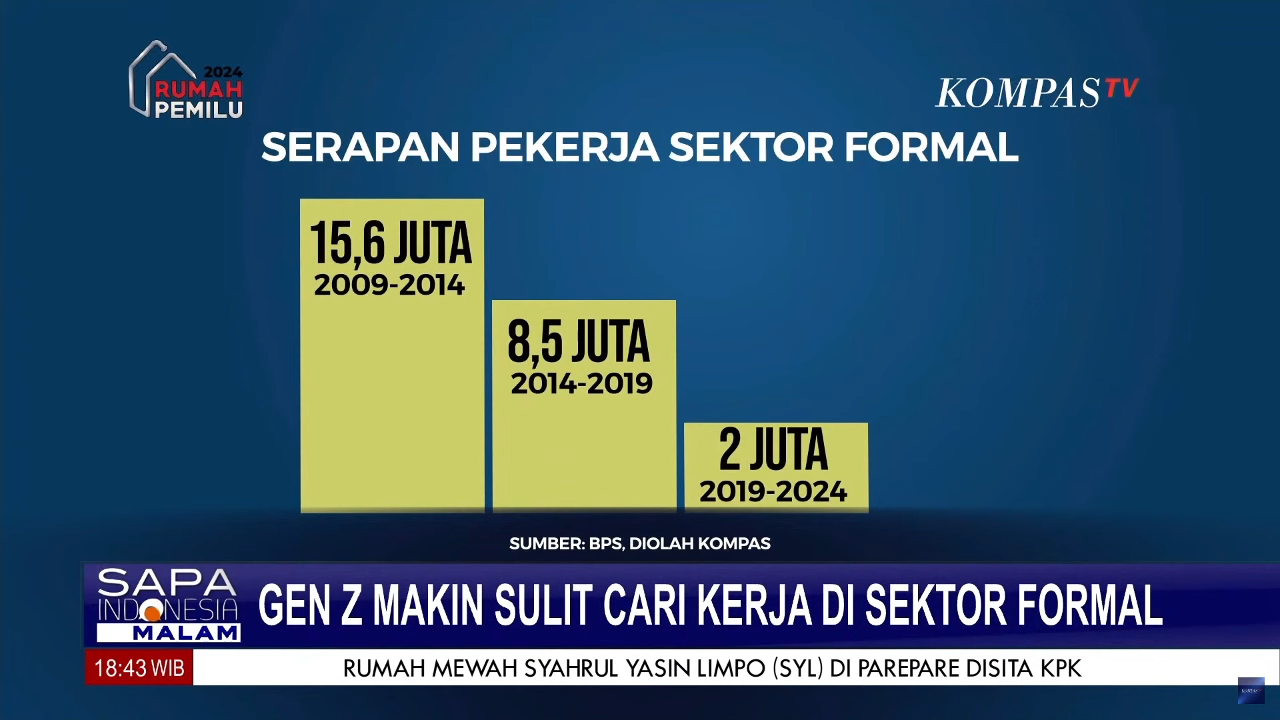 2024
RUMAH
PEMILU
KOMPAS TV
SERAPAN PEKERJA SEKTOR FORMAL
15,6 JUTA
2009-2014
8,5 JUTA
2014-2019
2 JUTA
2019-2024
SUMBER: BPS, DIOLAH KOMPAS
SAPA
INDONESIA
MALAM
GEN Z MAKIN SULIT CARI KERJA DI SEKTOR FORMAL
18:43 WIB
RUMAH MEWAH SYAHRUL YASIN LIMPO (SYL) DI PAREPARE DISITA KPK